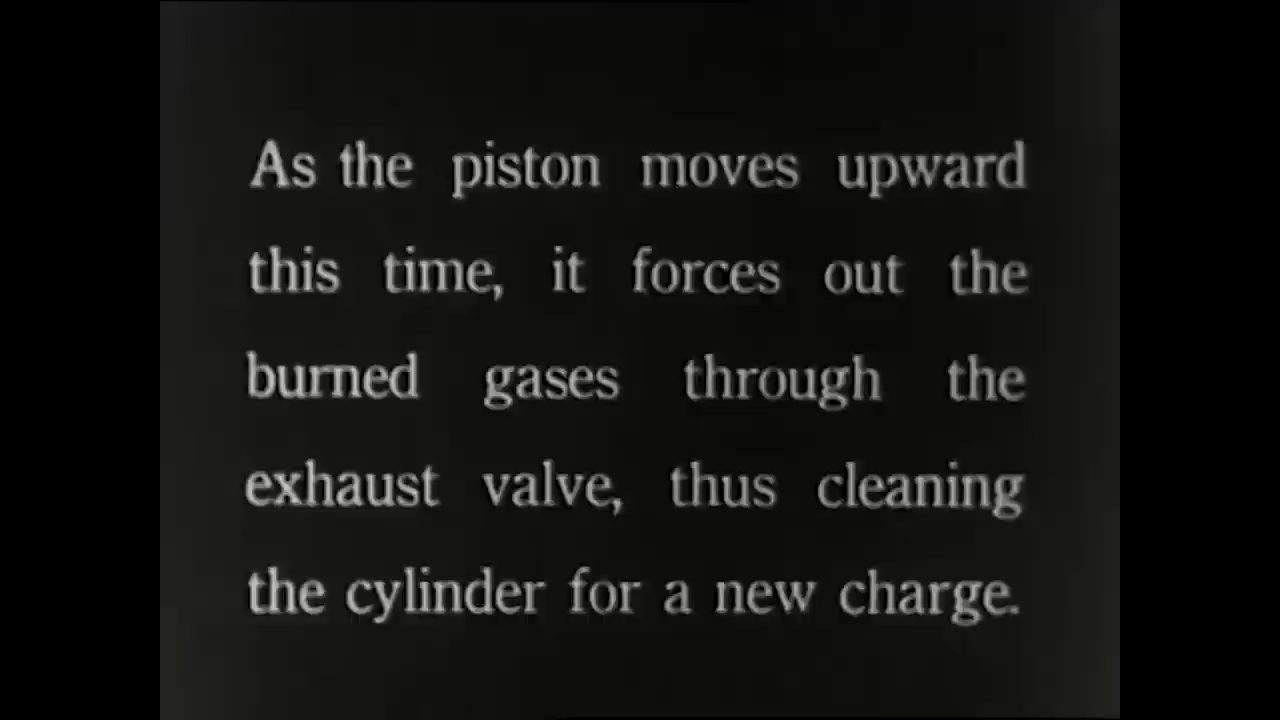 As the piston moves upward
this time, it forces out the
burned gases through the
exhaust valve, thus cleaning
the cylinder for a new charge.